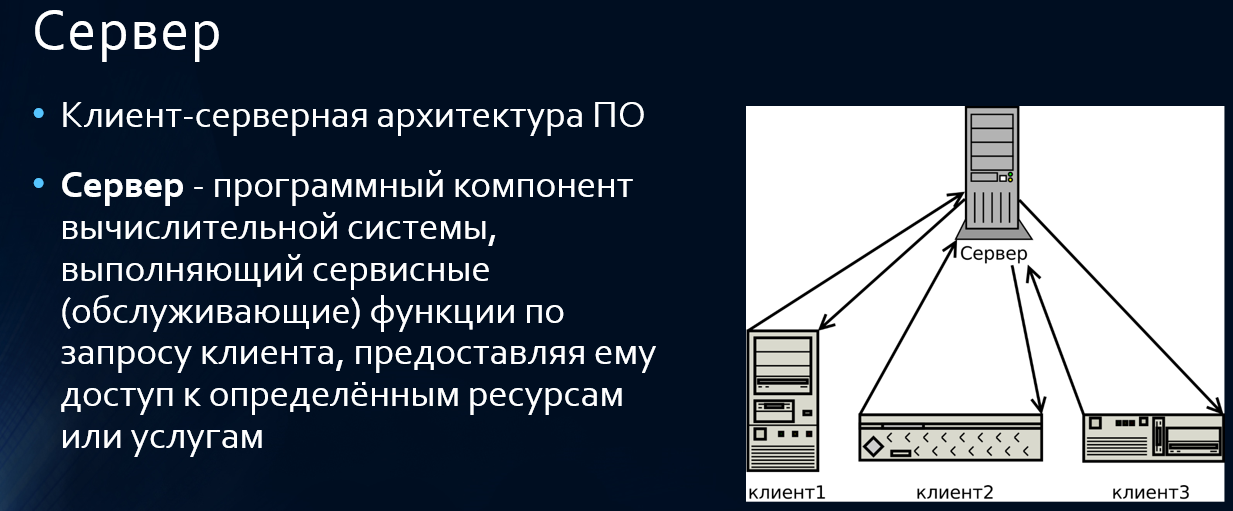 Сервер
• Клиент-серверная архитектура ПО
• Сервер - программный компонент
вычислительной системы,
выполняющий сервисные
(обслуживающие) функции по
запросу клиента, предоставляя ему
доступ к определённым ресурсам
или услугам
Сервер
клиент1
клиент2
клиент3